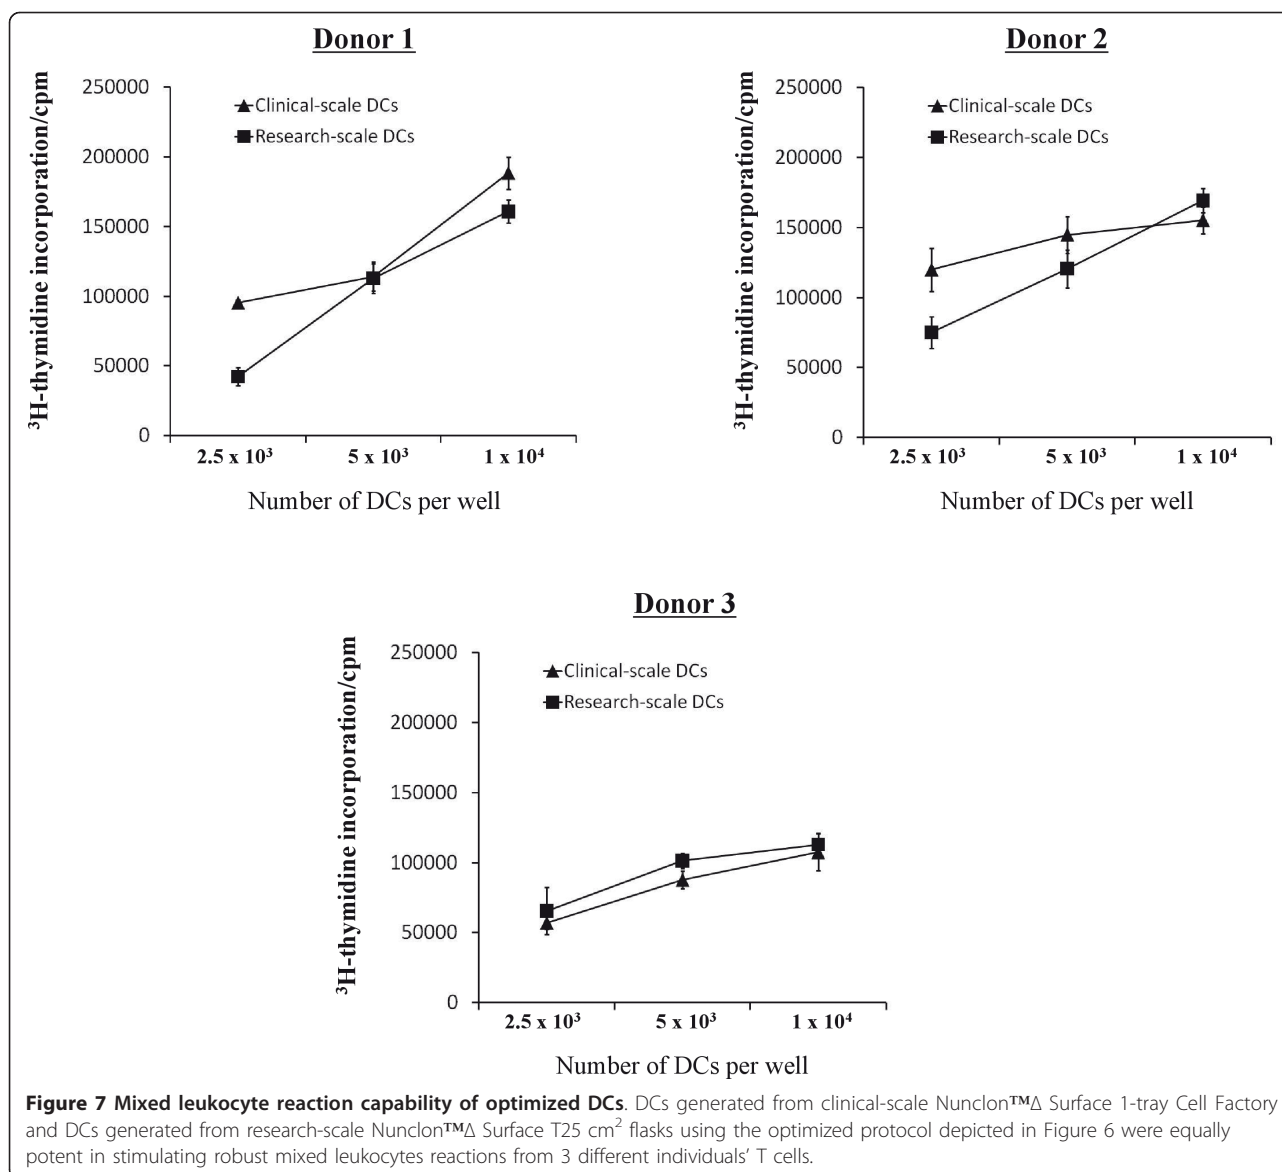 Donor 1
³H-thymidine incorporation/cpm
250000
200000
150000
100000
50000
0
Clinical-scale DCs
Research-scale DCs
2.5 x 10³ 5 x 10³ 1 x 10⁴
Number of DCs per well
Donor 2
³H-thymidine incorporation/cpm
250000
200000
150000
100000
50000
0
Clinical-scale DCs
Research-scale DCs
2.5 x 10³ 5 x 10³ 1 x 10⁴
Number of DCs per well
Donor 3
³H-thymidine incorporation/cpm
250000
200000
150000
100000
50000
0
Clinical-scale DCs
Research-scale DCs
2.5 x 10³ 5 x 10³ 1 x 10⁴
Number of DCs per well
Figure 7 Mixed leukocyte reaction capability of optimized DCs. DCs generated from clinical-scale Nunclon™Δ Surface 1-tray Cell Factory
and DCs generated from research-scale Nunclon™Δ Surface T25 cm² flasks using the optimized protocol depicted in Figure 6 were equally
potent in stimulating robust mixed leukocytes reactions from 3 different individuals' T cells.